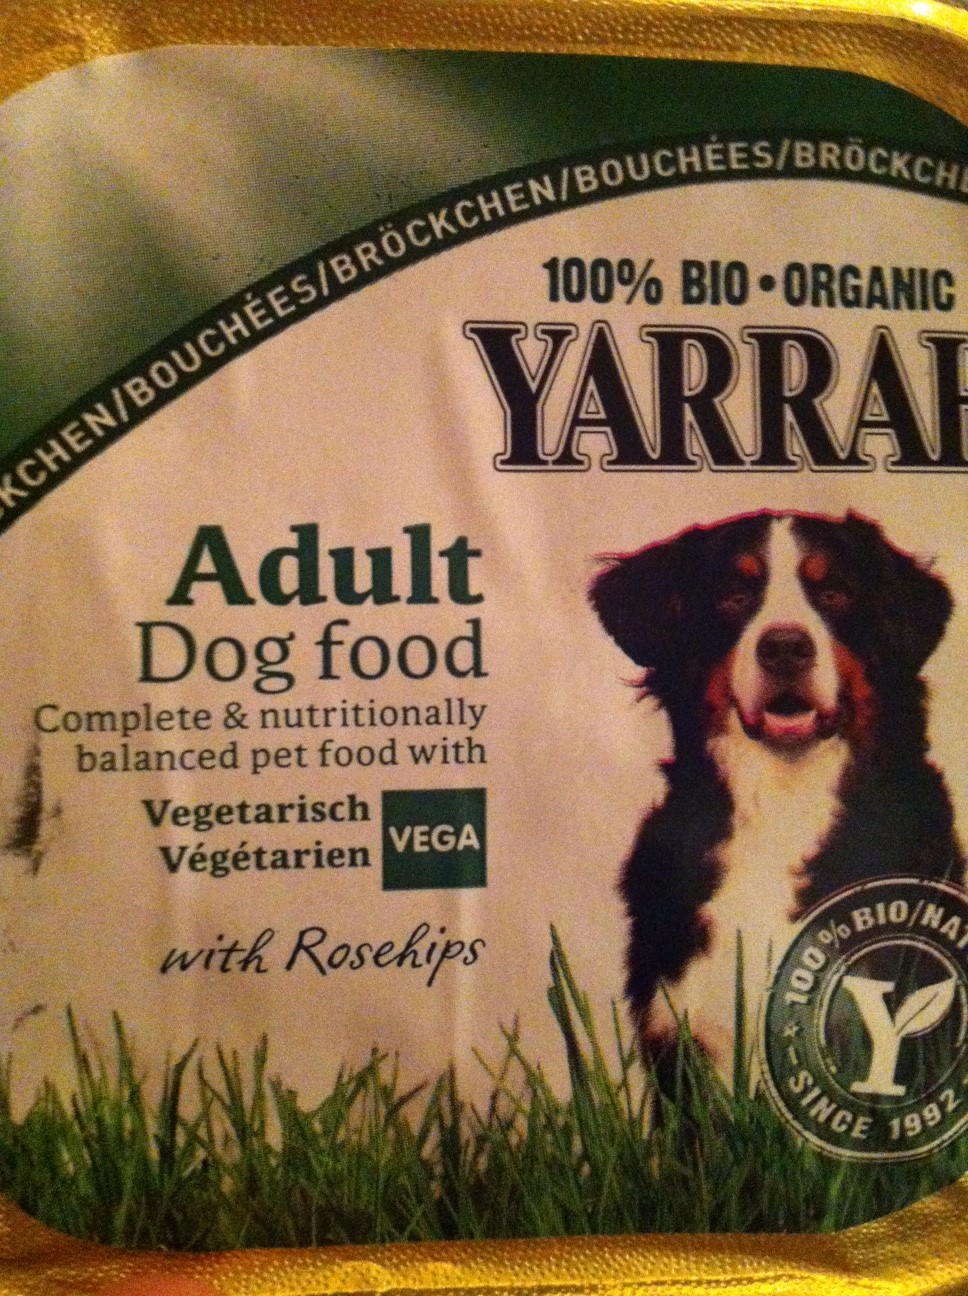 KCHEN/BOUCHÉES/BRÖCKCHEN/BOUCHÉES/BRÖCKCHE
100% BIO • ORGANIC
YARRAH
Adult
Dog food
Complete & nutritionally
balanced pet food with
Vegetarisch
Végétarien
VEGA
with Rosehips
100% BIO/NAT
Y
SINCE 1992